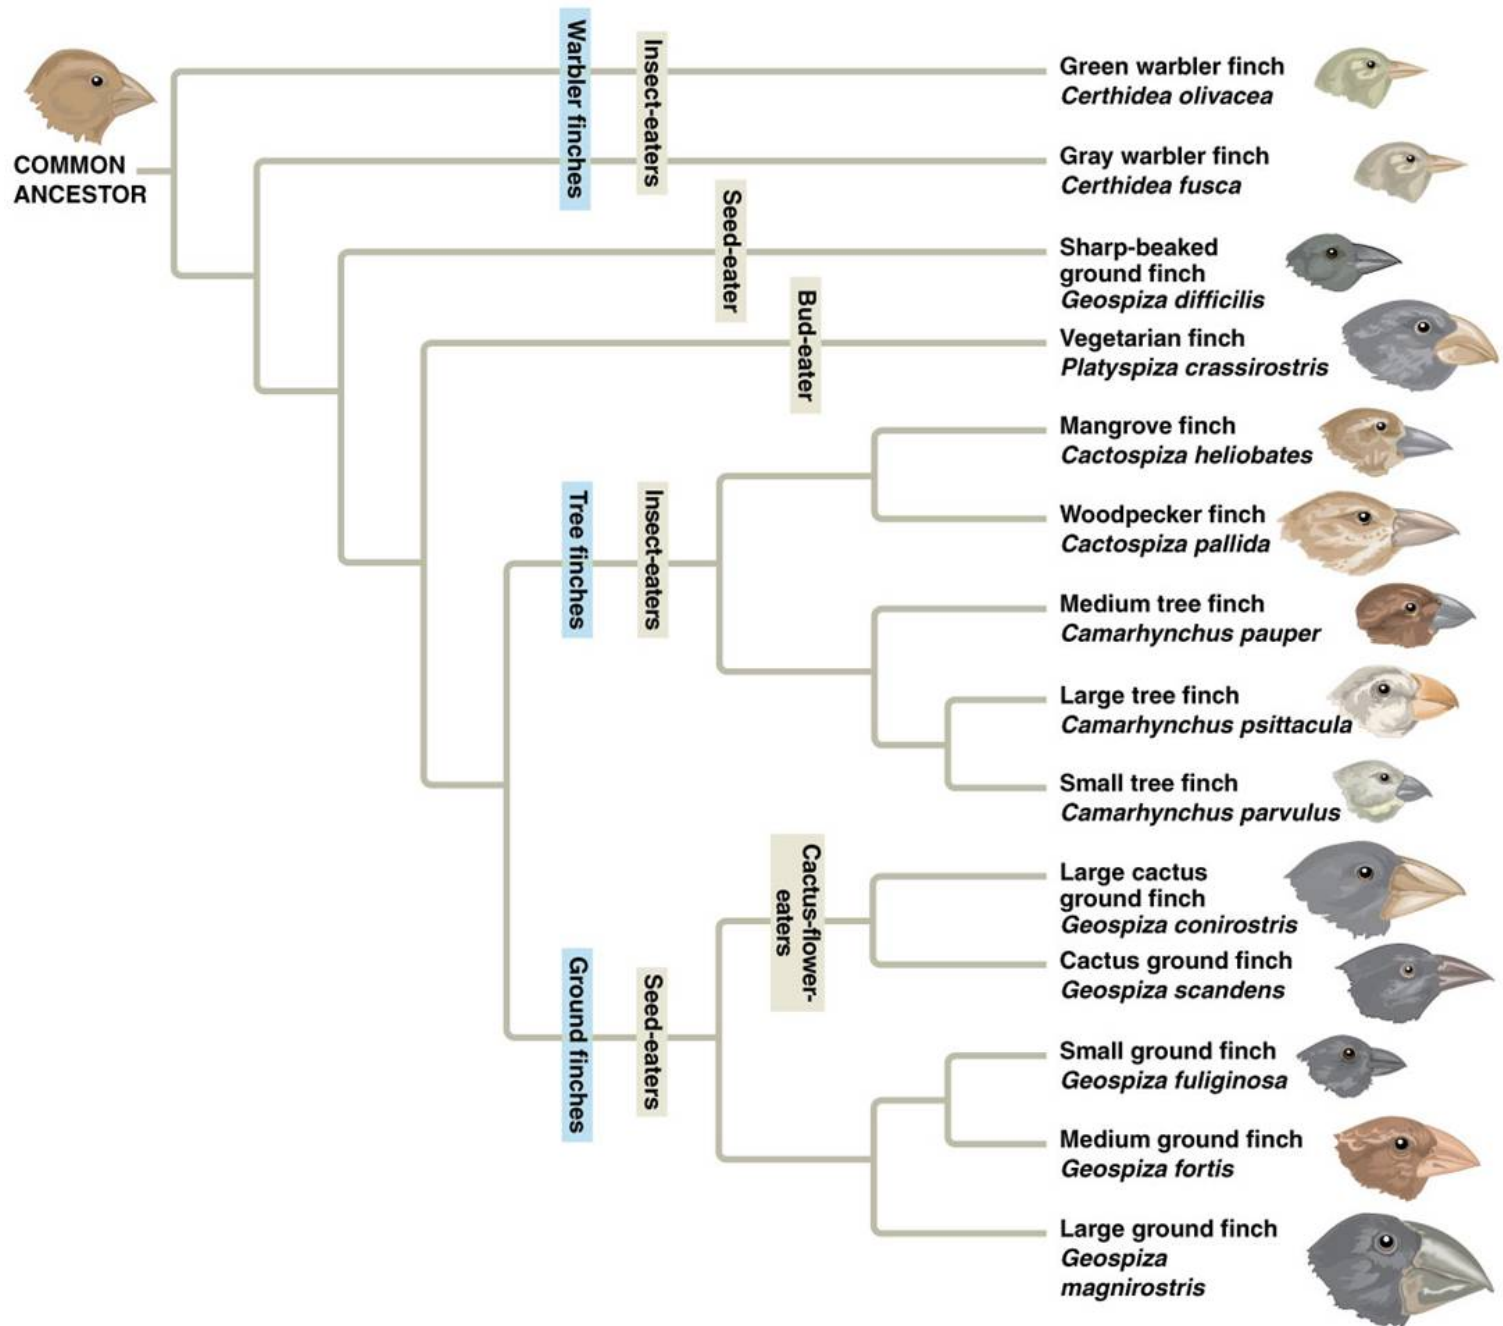 COMMON
ANCESTOR
Warbler finches
Insect-eaters
Green warbler finch
Certhidea olivacea
Gray warbler finch
Certhidea fusca
Seed-eater
Sharp-beaked
ground finch
Geospiza difficilis
Bud-eater
Vegetarian finch
Platyspiza crassirostris
Tree finches
Insect-eaters
Mangrove finch
Cactospiza heliobates
Woodpecker finch
Cactospiza pallida
Medium tree finch
Camarhynchus pauper
Large tree finch
Camarhynchus psittacula
Small tree finch
Camarhynchus parvulus
Ground finches
Seed-eaters
Cactus-flower-
eaters
Large cactus
ground finch
Geospiza conirostris
Cactus ground finch
Geospiza scandens
Small ground finch
Geospiza fuliginosa
Medium ground finch
Geospiza fortis
Large ground finch
Geospiza
magnirostris